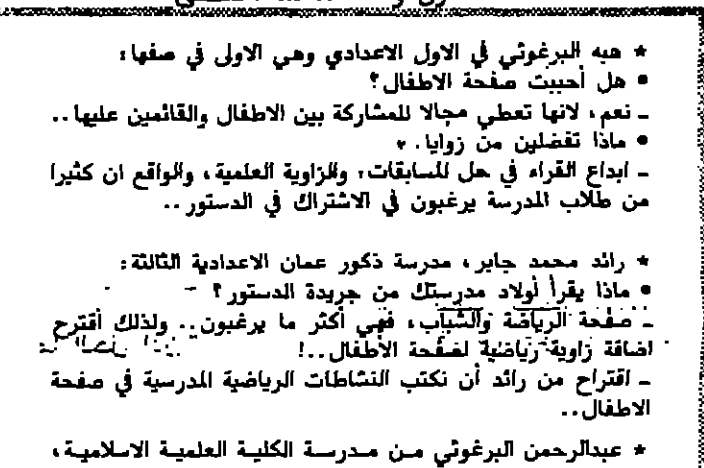 * هبه البرغوثي في الاول الاعدادي وهي الاولى في صفها :
• هل أحببت صفحة الاطفال ؟
ـ نعم ، لانها تعطي مجالا للمشاركة بين الاطفال والقائمين عليها ..
• ماذا تفضلين من زوايا . ؟
ـ ابداع القراء في حل المسابقات ، والزاوية العلمية ، والواقع ان كثيرا
من طلاب المدرسة يرغبون في الاشتراك في الدستور ..
* رائد محمد جابر ، مدرسة ذكور عمان الاعدادية الثالثة :
• ماذا يقرأ أولاد مدرستك من جريدة الدستور ؟
ـ صفحة الرياضة والشباب ، فهي أكثر ما يرغبون .. ولذلك أقترح
اضافة زاوية رياضية لصفحة الأطفال .. !
ـ اقتراح من رائد أن نكتب النشاطات الرياضية المدرسية في صفحة
الاطفال ..
* عبدالرحمن البرغوثي من مدرسة الكلية العلمية الاسلامية ،